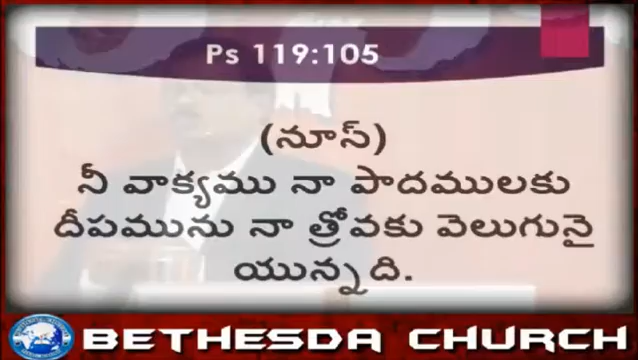 Ps 119:105
(నూస్)
నీ వాక్యము నా పాదములకు
దీపమును నా త్రోవకు వెలుగునై
యున్నది.
BETHESDA CHURCH